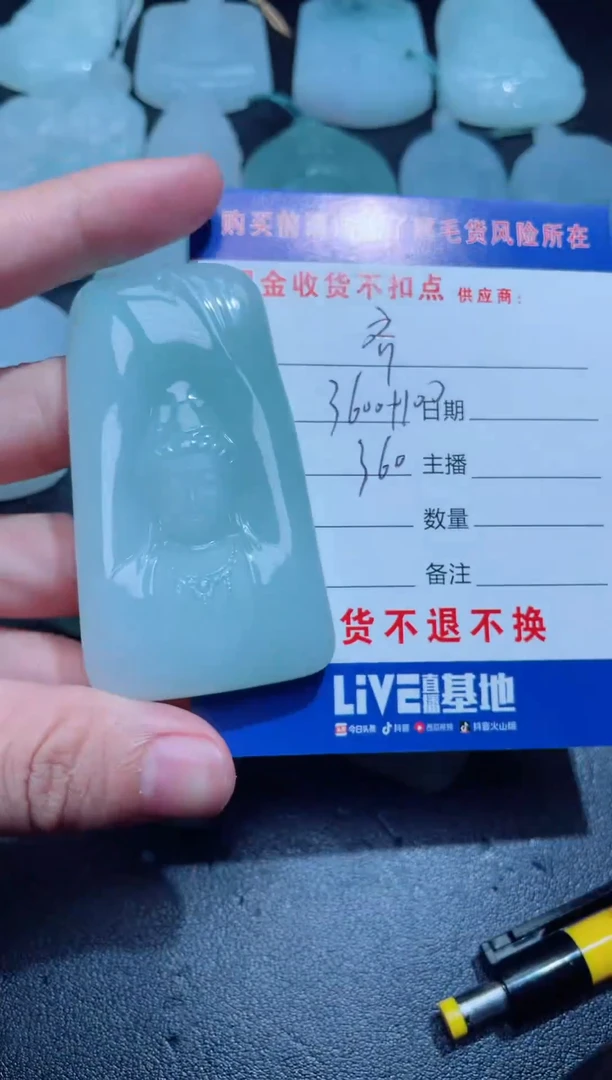 购买前 了 毛货风险所在
金收货不扣点 供应商:
齐
3600+100 日期
360 主播
数量
备注
货不退不换
LiVE直播基地
今日头条 抖音 西瓜视频 抖音火山版